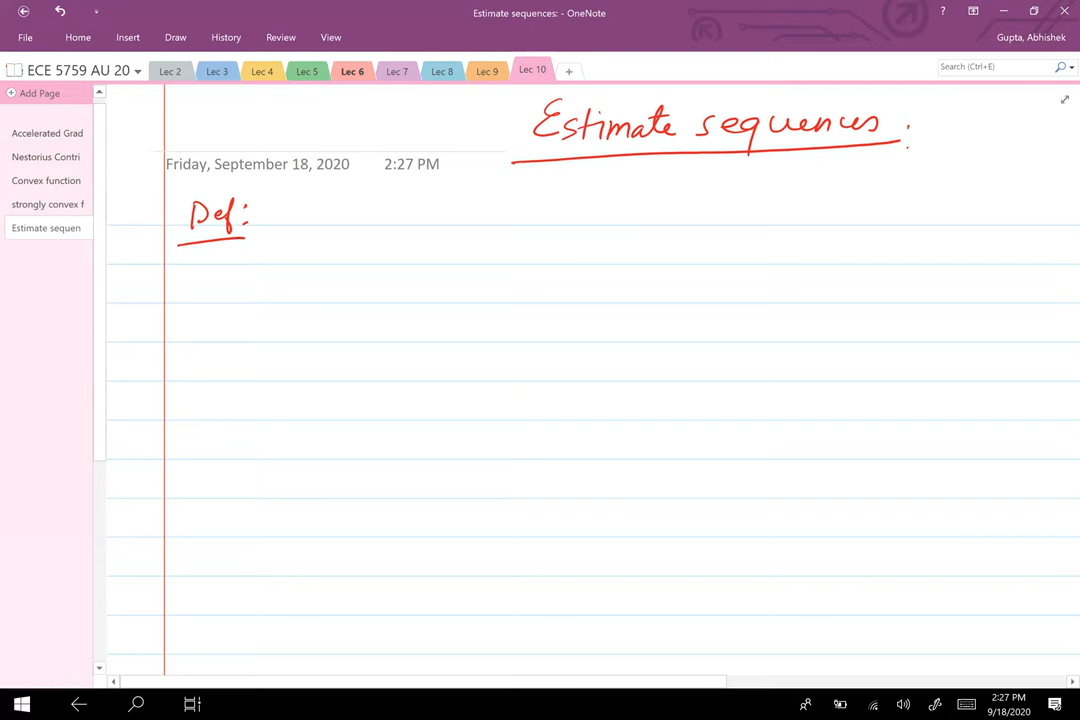 Estimate sequences: - OneNote
File Home Insert Draw History Review View
Gupta, Abhishek
ECE 5759 AU 20
Lec 2 Lec 3 Lec 4 Lec 5 Lec 6 Lec 7 Lec 8 Lec 9 Lec 10
Search (Ctrl+E)
Add Page
Accelerated Grad
Nestorius Contri
Convex function
strongly convex f
Estimate sequen
Estimate sequences:
Friday, September 18, 2020 2:27 PM
Def:
2:27 PM
9/18/2020